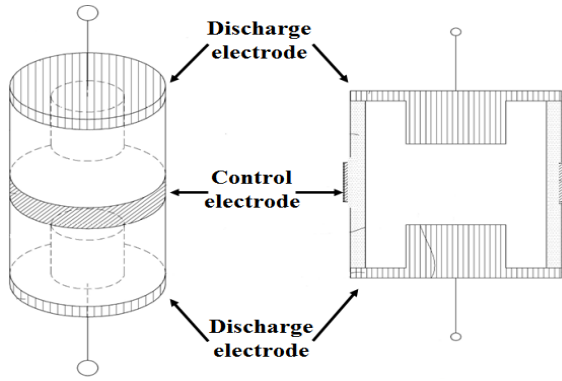 Discharge
electrode
Control
electrode
Discharge
electrode